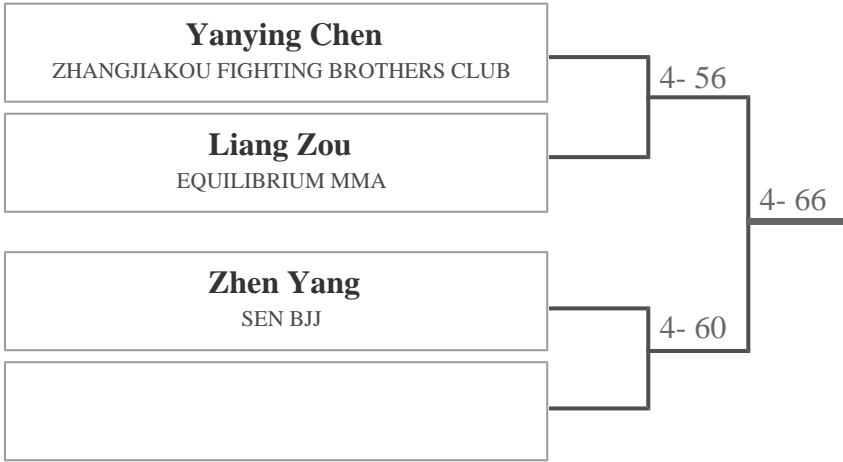 Yanying Chen
ZHANGJIAKOU FIGHTING BROTHERS CLUB
4- 56
Liang Zou
EQUILIBRIUM MMA
4- 66
Zhen Yang
SEN BJJ
4- 60